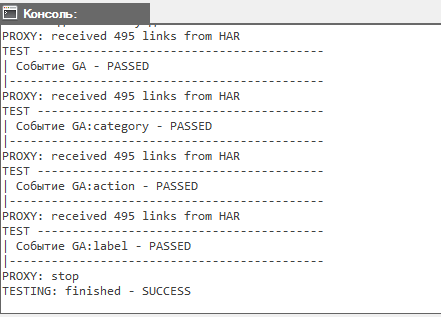 Консоль:
PROXY: received 495 links from HAR
TEST ----------------------------------------
| Событие GA - PASSED
|--------------------------------------------
PROXY: received 495 links from HAR
TEST ----------------------------------------
| Событие GA:category - PASSED
|--------------------------------------------
PROXY: received 495 links from HAR
TEST ----------------------------------------
| Событие GA:action - PASSED
|--------------------------------------------
PROXY: received 495 links from HAR
TEST ----------------------------------------
| Событие GA:label - PASSED
|--------------------------------------------
PROXY: stop
TESTING: finished - SUCCESS